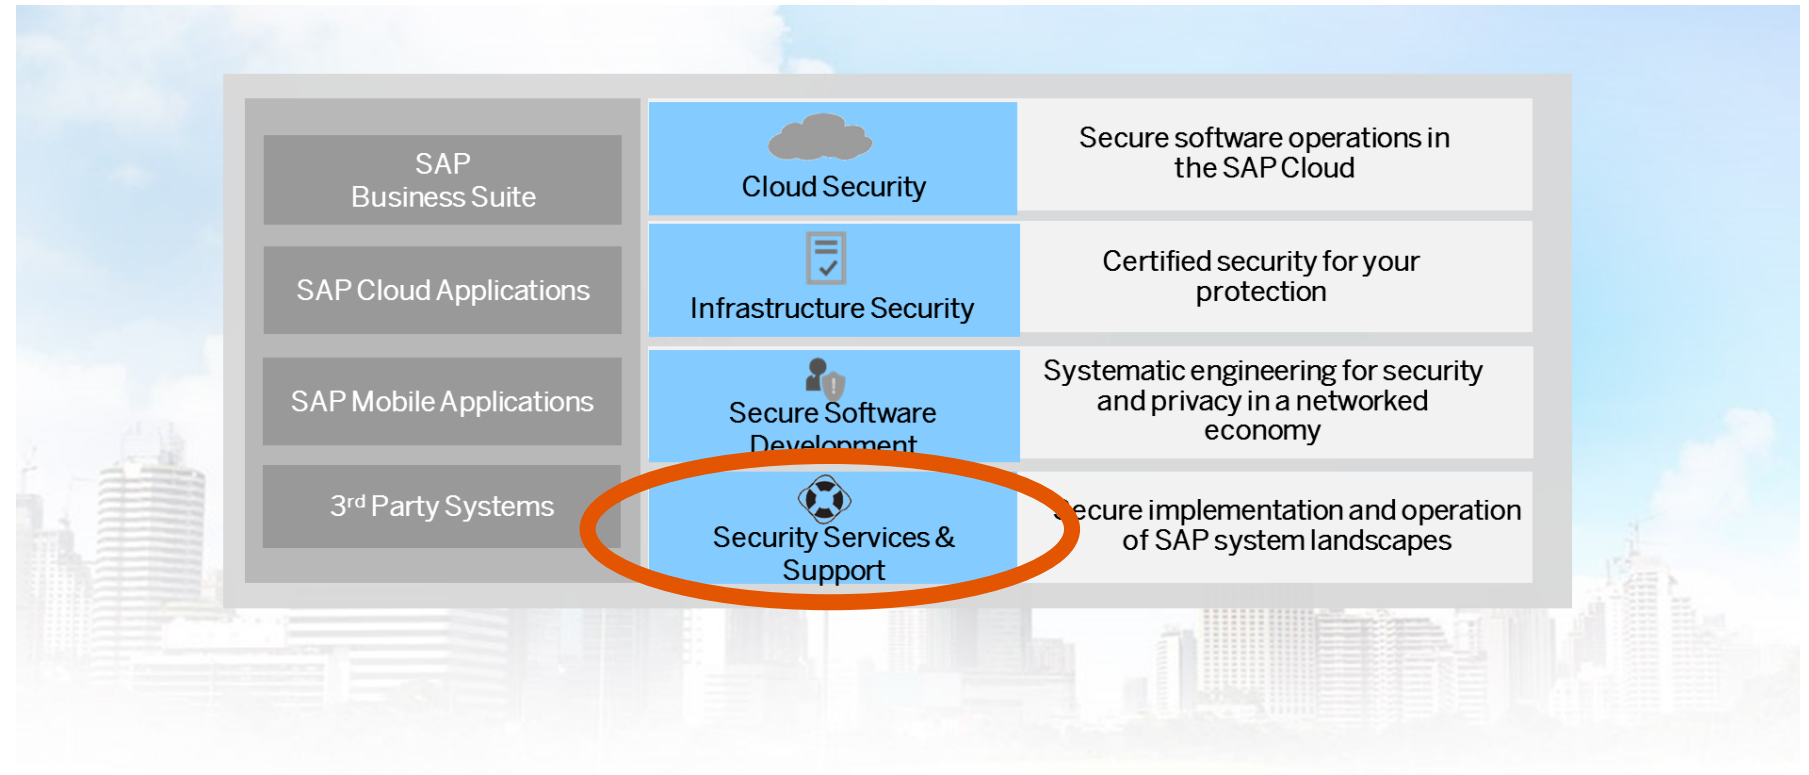 SAP
Business Suite
SAP Cloud Applications
SAP Mobile Applications
3rd Party Systems
Cloud Security
Secure software operations in
the SAP Cloud
Infrastructure Security
Certified security for your
protection
Secure Software
Development
Systematic engineering for security
and privacy in a networked
economy
Security Services &
Support
Secure implementation and operation
of SAP system landscapes